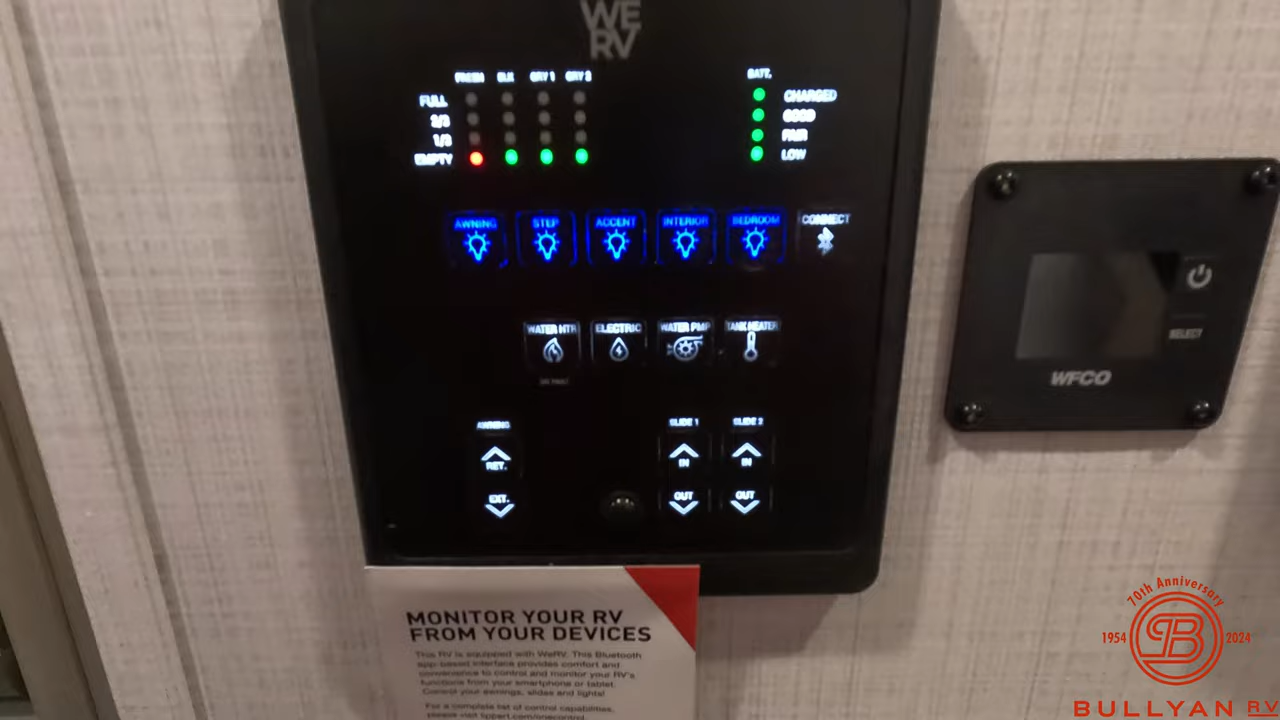 WE
RV
FRESH BLK GRY 1 GRY 2 BATT.
FULL CHARGED
2/3 GOOD
1/3 FAIR
EMPTY LOW
AWNING STEP ACCENT INTERIOR BEDROOM CONNECT
WATER HTR ELECTRIC WATER PMP TANK HEATER
SELECT
WFCO
AWNING SLIDE 1 SLIDE 2
RET. IN IN
EXT. OUT OUT
MONITOR YOUR RV
FROM YOUR DEVICES
This RV is equipped with WeRV. This Bluetooth
app-based interface provides comfort and
convenience to control and monitor your RV's
functions from your smartphone or tablet.
Control your awnings, slides and lights!
For a complete list of control capabilities,
please visit lippert.com/onecontrol
70th Anniversary
1954 B 2024
BULLYAN RV